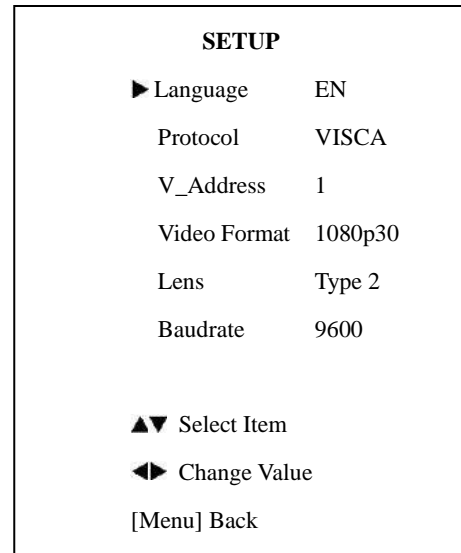 SETUP
▶ Language EN
Protocol VISCA
V_Address 1
Video Format 1080p30
Lens Type 2
Baudrate 9600
▲▼ Select Item
◀▶ Change Value
[Menu] Back